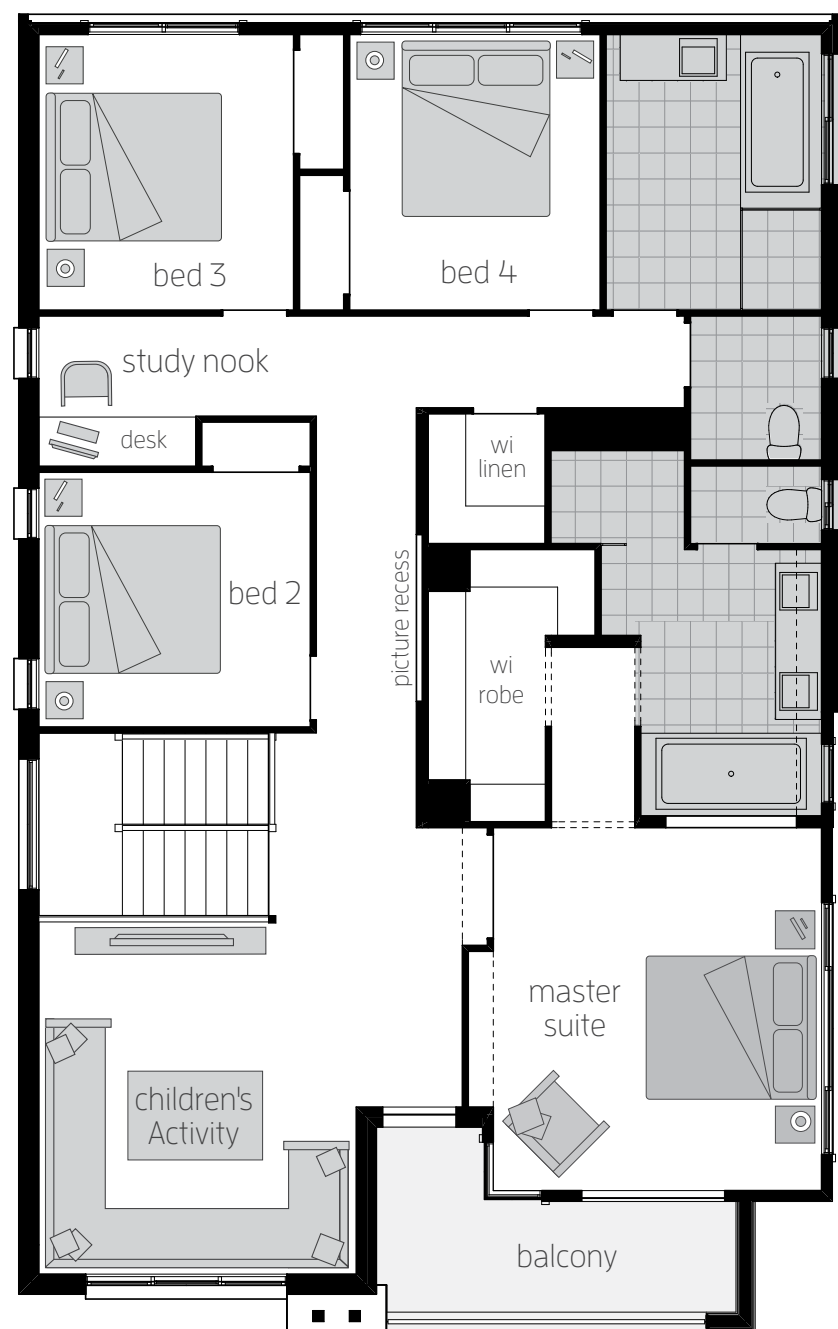 bed 3
bed 4
study nook
desk
wi
linen
bed 2
picture recess
wi
robe
master
suite
children's
Activity
balcony